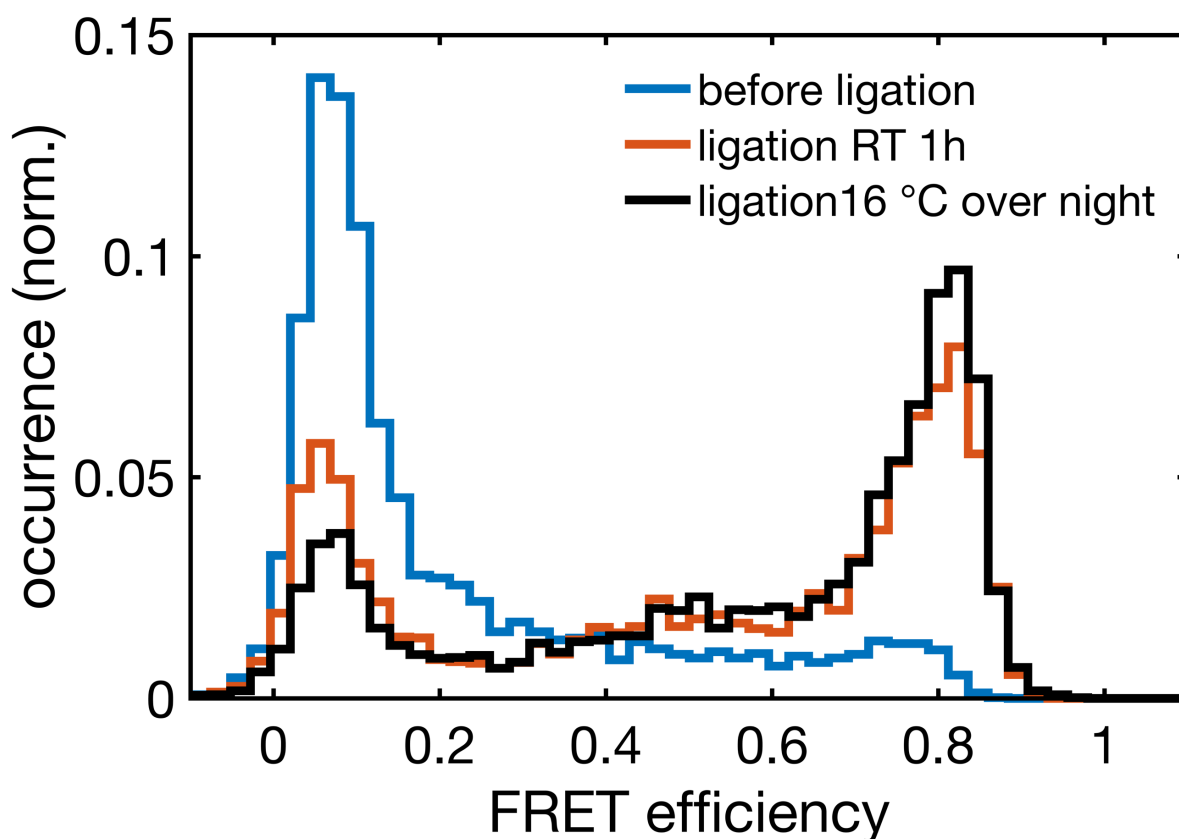 0.15
0.1
0.05
0
occurrence (norm.)
before ligation
ligation RT 1h
ligation16 °C over night
0 0.2 0.4 0.6 0.8 1
FRET efficiency